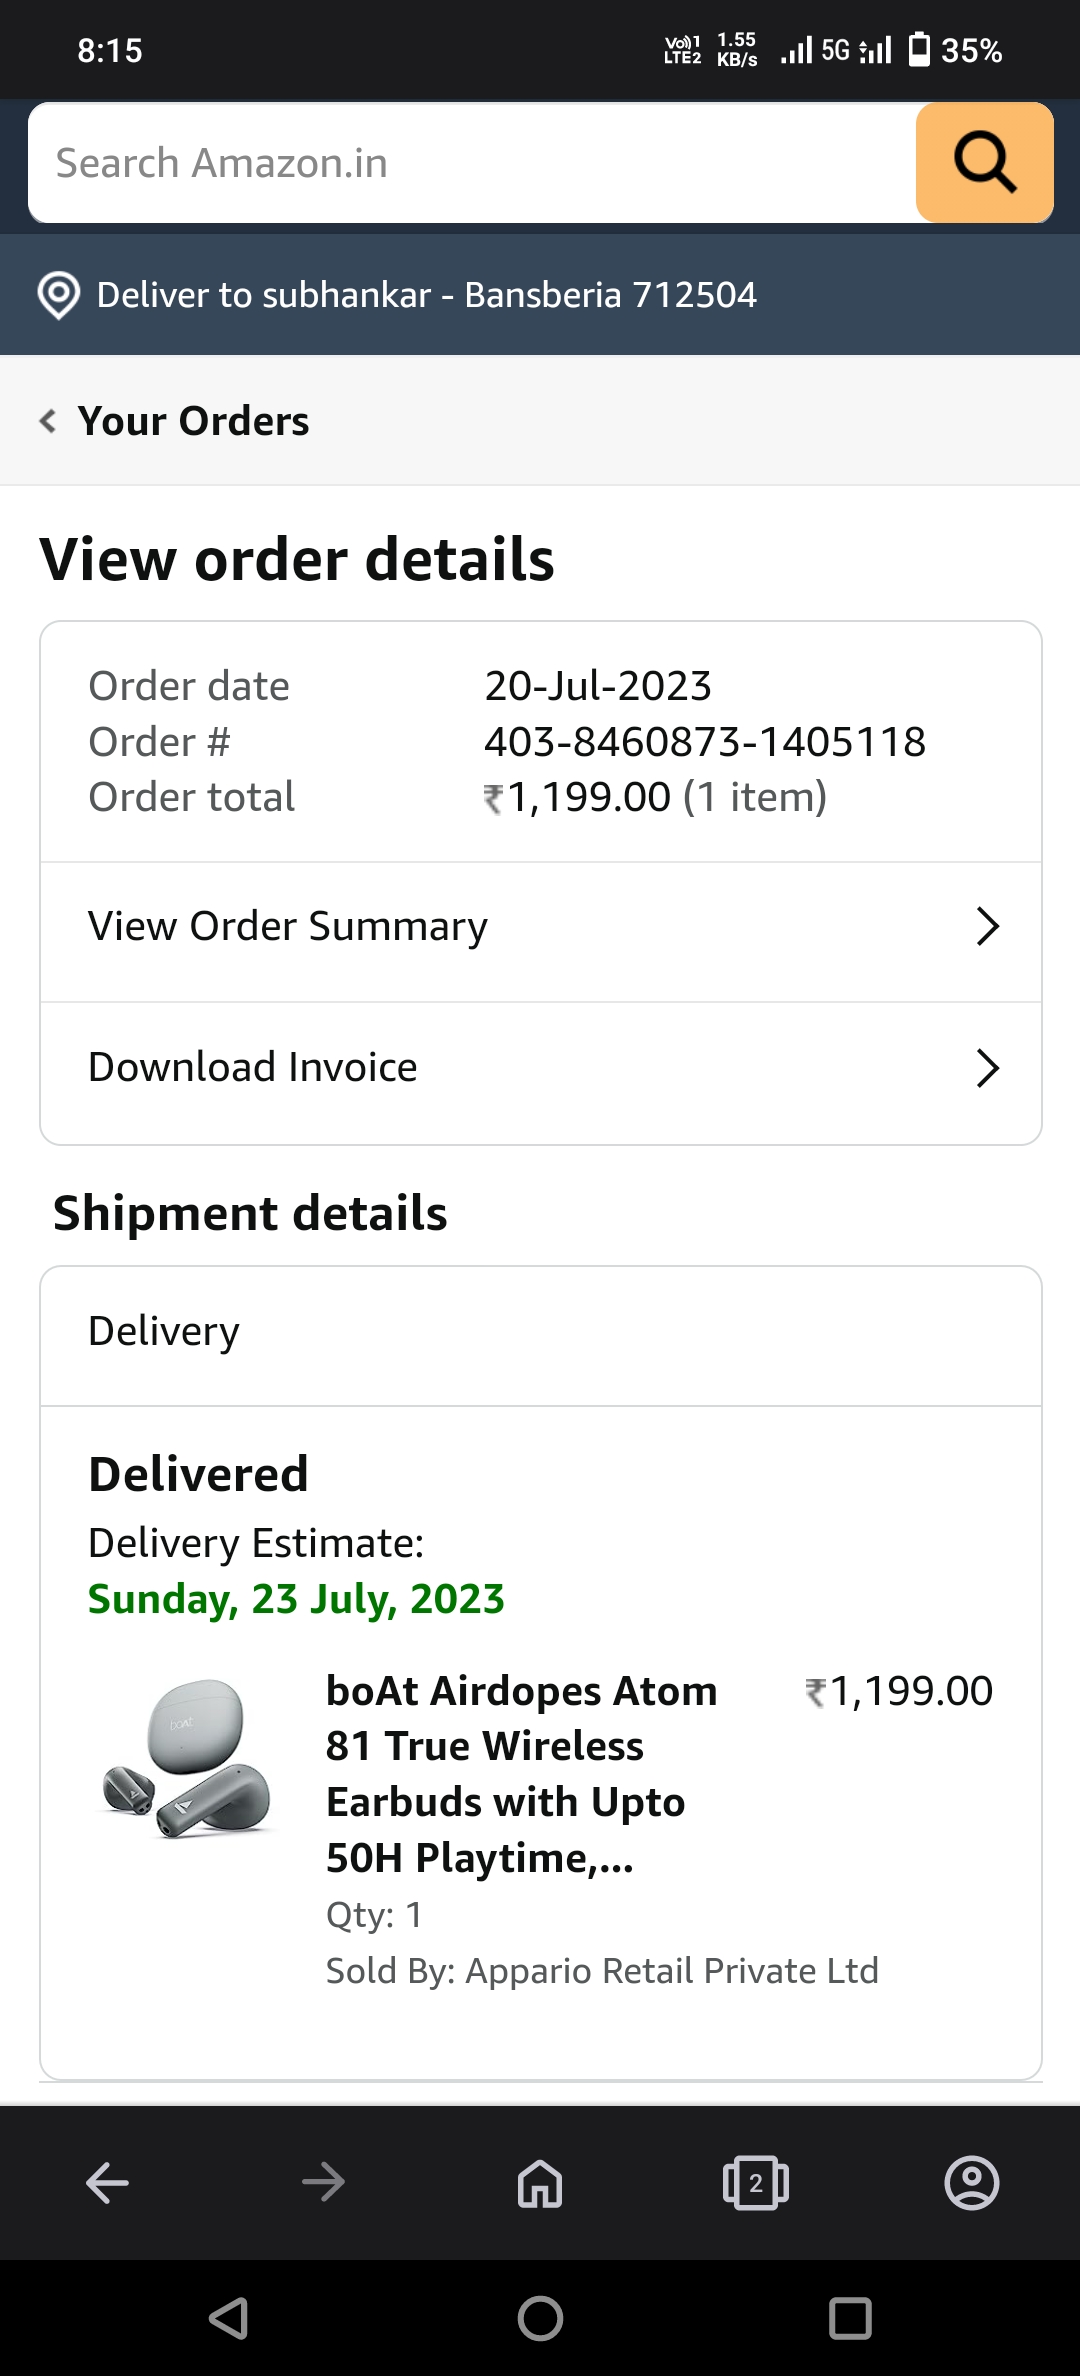 8:15
Vo)) 1
LTE2
1.55
KB/s
5G
35%
Search Amazon.in
Deliver to subhankar - Bansberia 712504
Your Orders
View order details
Order date 20-Jul-2023
Order # 403-8460873-1405118
Order total ₹1,199.00 (1 item)
View Order Summary
Download Invoice
Shipment details
Delivery
Delivered
Delivery Estimate:
Sunday, 23 July, 2023
boAt
boAt Airdopes Atom ₹1,199.00
81 True Wireless
Earbuds with Upto
50H Playtime,...
Qty: 1
Sold By: Appario Retail Private Ltd
2